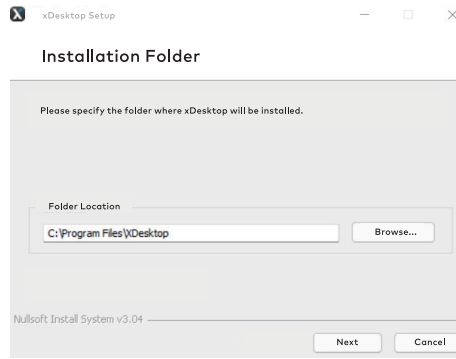 xDesktop Setup
Installation Folder
Please specify the folder where xDesktop will be installed.
Folder Location
C:\Program Files\XDesktop
Browse...
Nullsoft Install System v3.04
Next Cancel